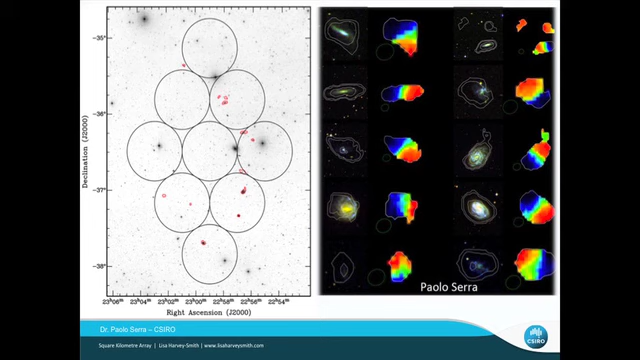 -35°
-36°
-37°
-38°
Declination (J2000)
23ʰ06ᵐ 23ʰ04ᵐ 23ʰ02ᵐ 23ʰ00ᵐ 22ʰ58ᵐ 22ʰ56ᵐ 22ʰ54ᵐ
Right Ascension (J2000)
Paolo Serra
Dr. Paolo Serra – CSIRO
Square Kilometre Array | Lisa Harvey-Smith | www.lisaharveysmith.com
CSIRO